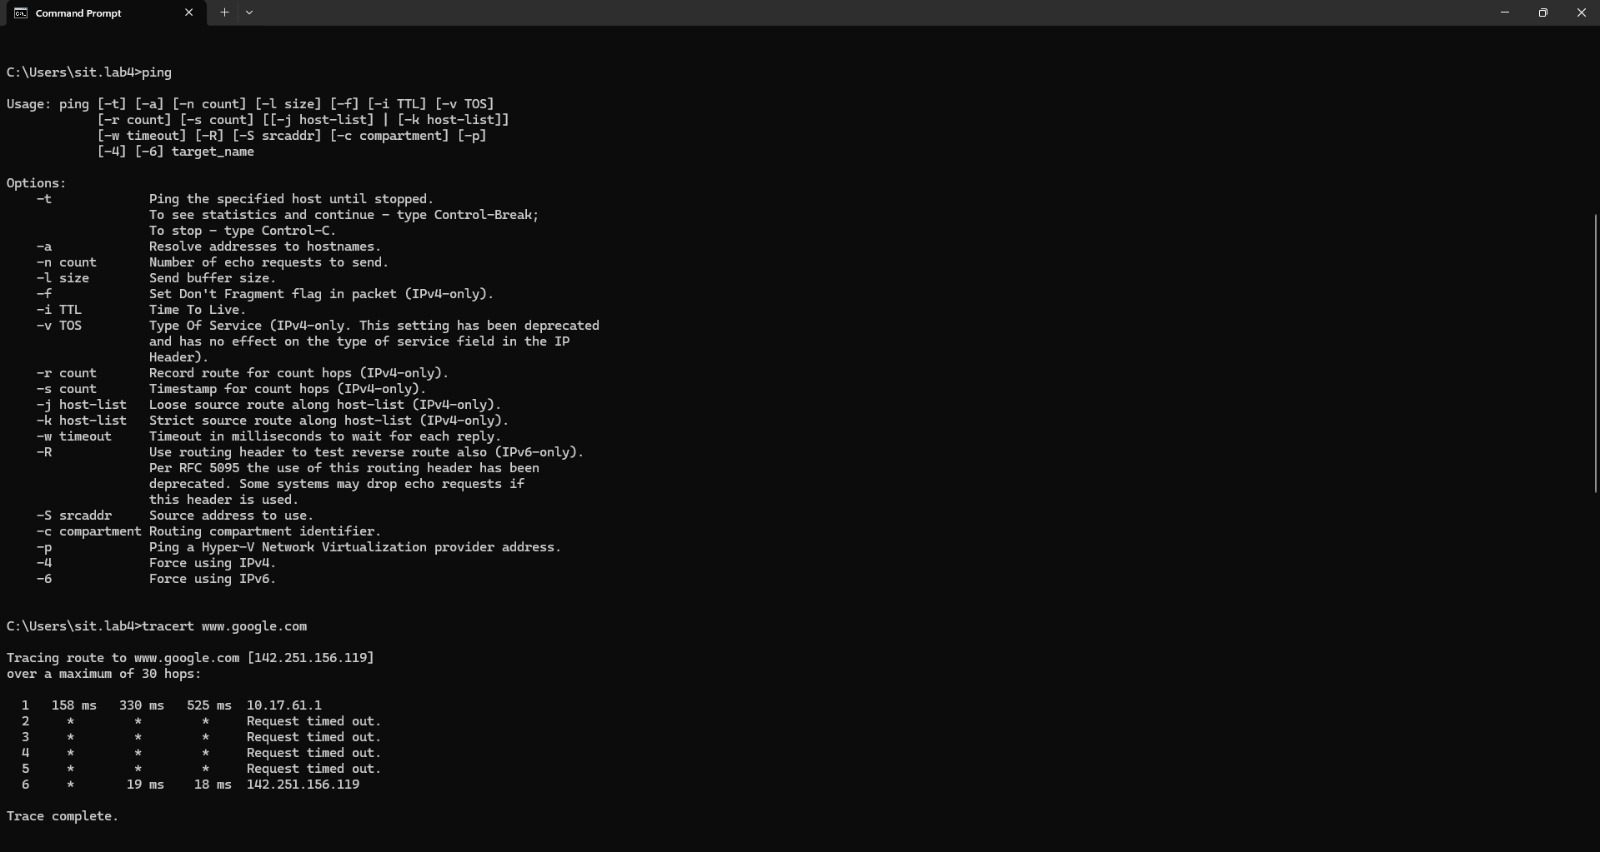 Command Prompt
C:\Users\sit.lab4>ping
Usage: ping [-t] [-a] [-n count] [-l size] [-f] [-i TTL] [-v TOS]
            [-r count] [-s count] [[-j host-list] | [-k host-list]]
            [-w timeout] [-R] [-S srcaddr] [-c compartment] [-p]
            [-4] [-6] target_name
Options:
    -t             Ping the specified host until stopped.
                   To see statistics and continue - type Control-Break;
                   To stop - type Control-C.
    -a             Resolve addresses to hostnames.
    -n count       Number of echo requests to send.
    -l size        Send buffer size.
    -f             Set Don't Fragment flag in packet (IPv4-only).
    -i TTL         Time To Live.
    -v TOS         Type Of Service (IPv4-only. This setting has been deprecated
                   and has no effect on the type of service field in the IP
                   Header).
    -r count       Record route for count hops (IPv4-only).
    -s count       Timestamp for count hops (IPv4-only).
    -j host-list   Loose source route along host-list (IPv4-only).
    -k host-list   Strict source route along host-list (IPv4-only).
    -w timeout     Timeout in milliseconds to wait for each reply.
    -R             Use routing header to test reverse route also (IPv6-only).
                   Per RFC 5095 the use of this routing header has been
                   deprecated. Some systems may drop echo requests if
                   this header is used.
    -S srcaddr     Source address to use.
    -c compartment Routing compartment identifier.
    -p             Ping a Hyper-V Network Virtualization provider address.
    -4             Force using IPv4.
    -6             Force using IPv6.
C:\Users\sit.lab4>tracert www.google.com
Tracing route to www.google.com [142.251.156.119]
over a maximum of 30 hops:
  1   158 ms   330 ms   525 ms  10.17.61.1
  2     *        *        *     Request timed out.
  3     *        *        *     Request timed out.
  4     *        *        *     Request timed out.
  5     *        *        *     Request timed out.
  6     *       19 ms    18 ms  142.251.156.119
Trace complete.